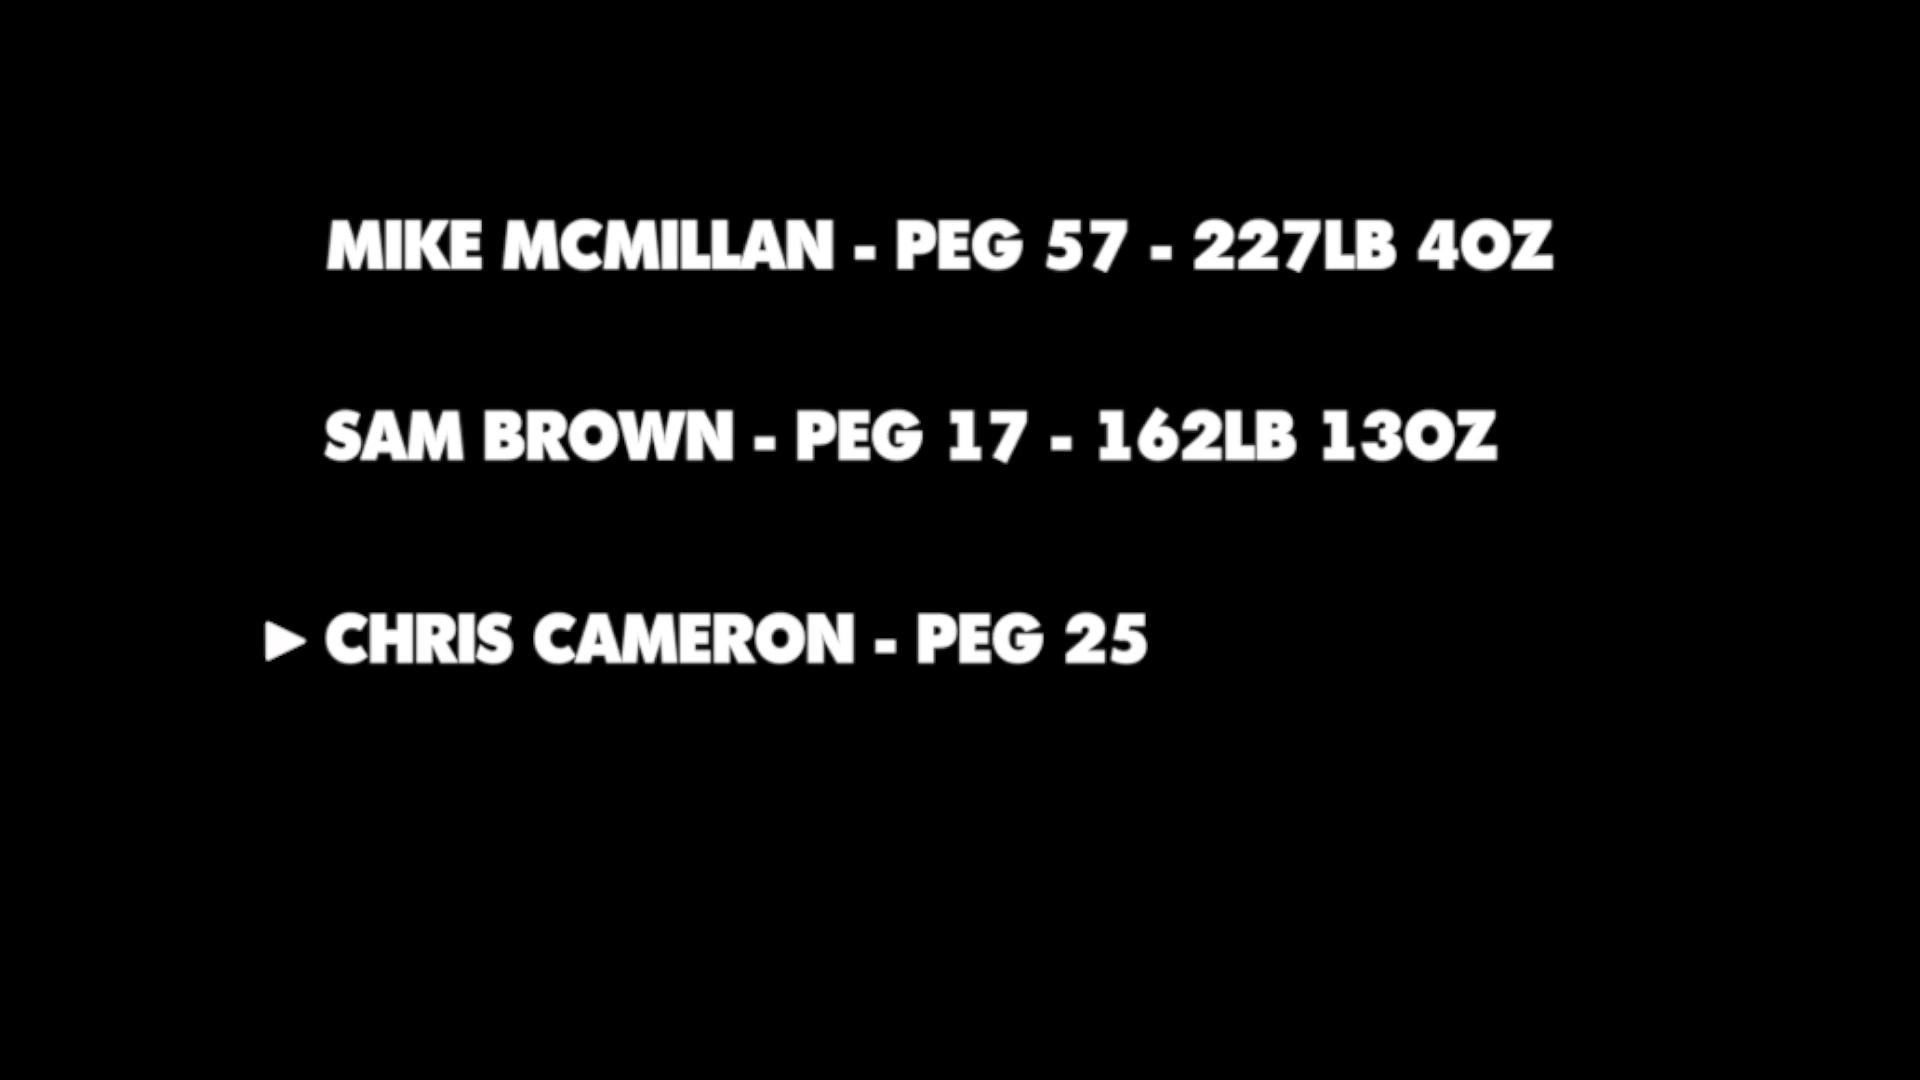 MIKE MCMILLAN - PEG 57 - 227LB 4OZ
SAM BROWN - PEG 17 - 162LB 13OZ
▶ CHRIS CAMERON - PEG 25